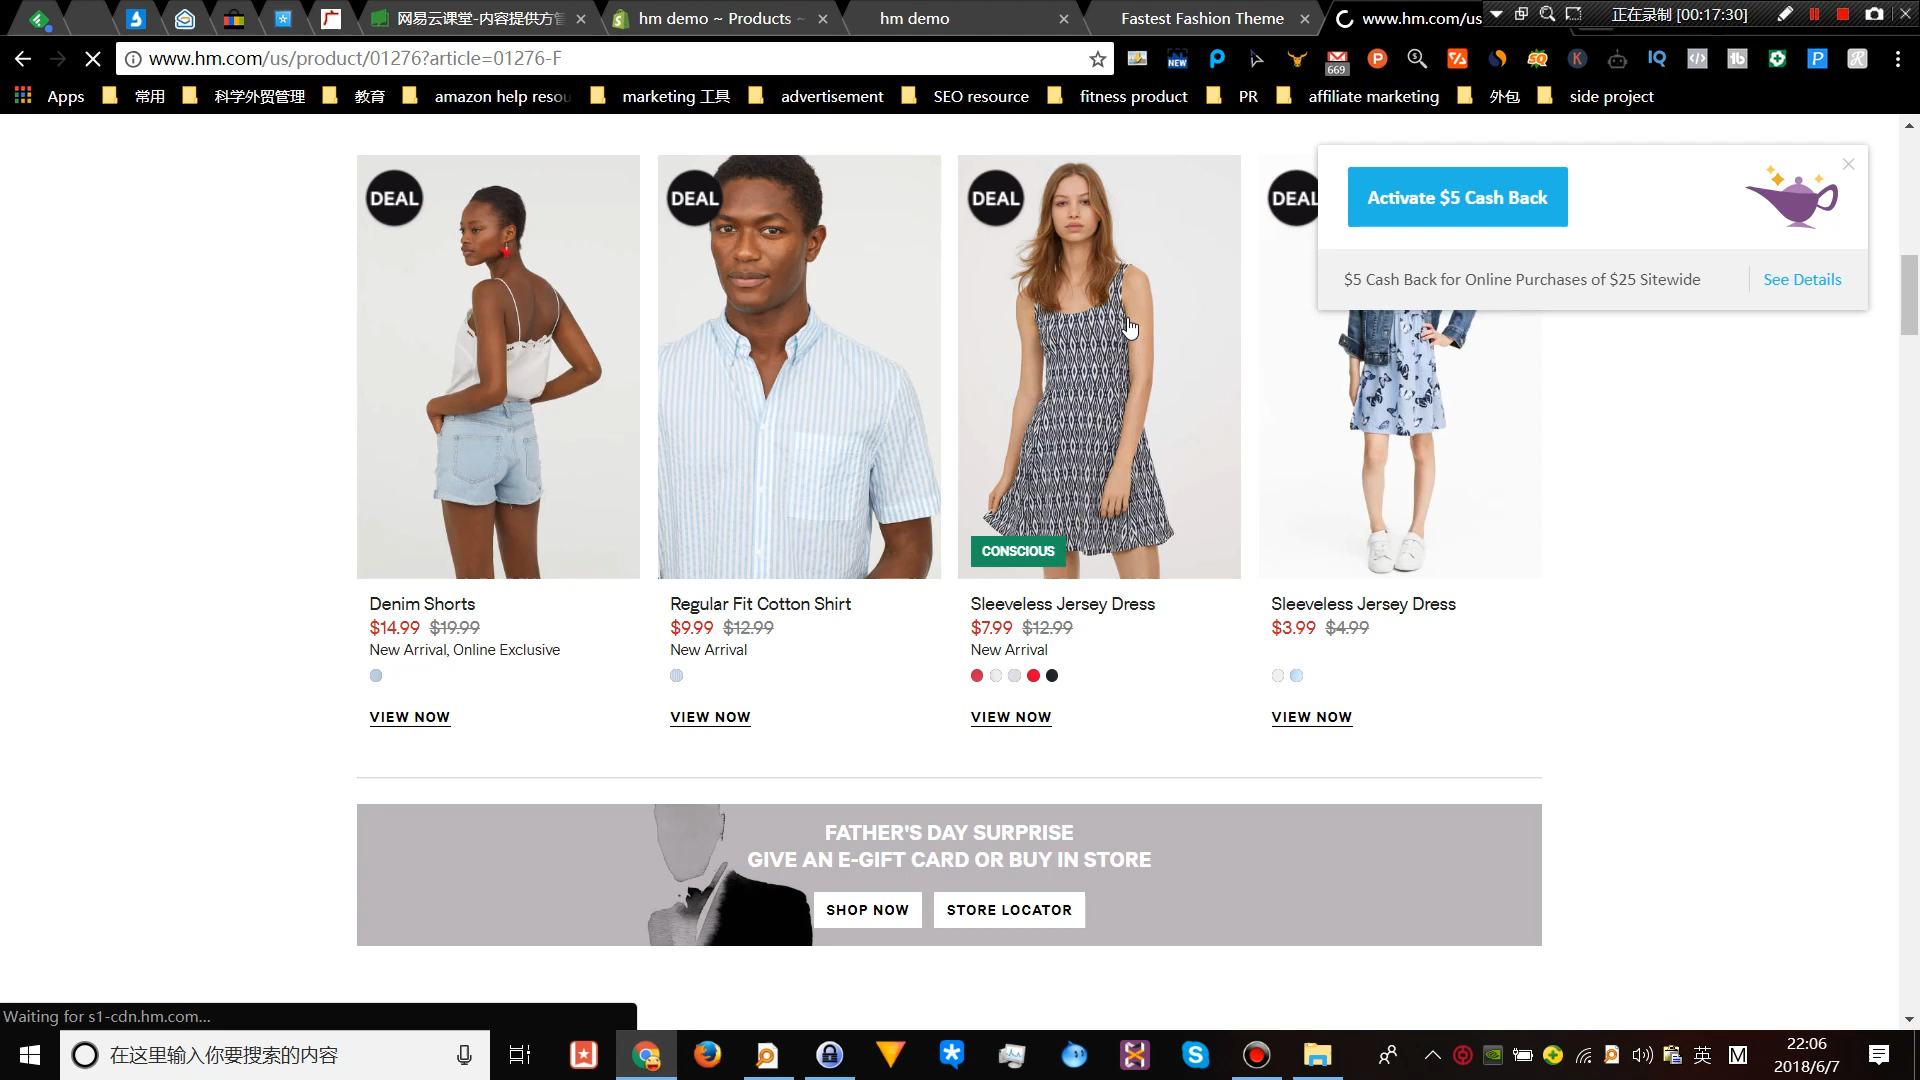 网易云课堂-内容提供方管
hm demo ~ Products ~
hm demo
Fastest Fashion Theme
www.hm.com/us
正在录制 [00:17:30]
www.hm.com/us/product/01276?article=01276-F
NEW
669
Apps
常用
科学外贸管理
教育
amazon help resou
marketing 工具
advertisement
SEO resource
fitness product
PR
affiliate marketing
外包
side project
DEAL
DEAL
DEAL
DEAL
Activate $5 Cash Back
$5 Cash Back for Online Purchases of $25 Sitewide
See Details
CONSCIOUS
Denim Shorts
$14.99 $19.99
New Arrival, Online Exclusive
VIEW NOW
Regular Fit Cotton Shirt
$9.99 $12.99
New Arrival
VIEW NOW
Sleeveless Jersey Dress
$7.99 $12.99
New Arrival
VIEW NOW
Sleeveless Jersey Dress
$3.99 $4.99
VIEW NOW
FATHER'S DAY SURPRISE
GIVE AN E-GIFT CARD OR BUY IN STORE
SHOP NOW
STORE LOCATOR
Waiting for s1-cdn.hm.com...
在这里输入你要搜索的内容
英
M
22:06
2018/6/7